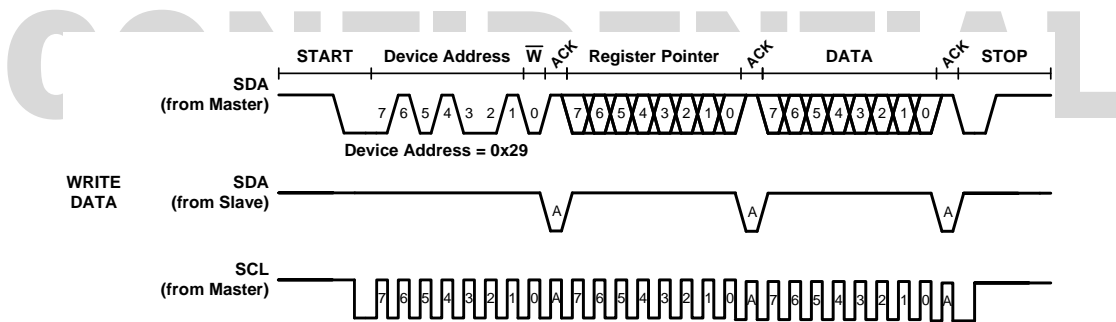 CONFIDENTIAL
START Device Address W ACK Register Pointer ACK DATA ACK STOP
SDA
(from Master)
7 6 5 4 3 2 1 0 7 6 5 4 3 2 1 0 7 6 5 4 3 2 1 0
Device Address = 0x29
WRITE
DATA
SDA
(from Slave)
A A A
SCL
(from Master)
7 6 5 4 3 2 1 0 A 7 6 5 4 3 2 1 0 A 7 6 5 4 3 2 1 0 A